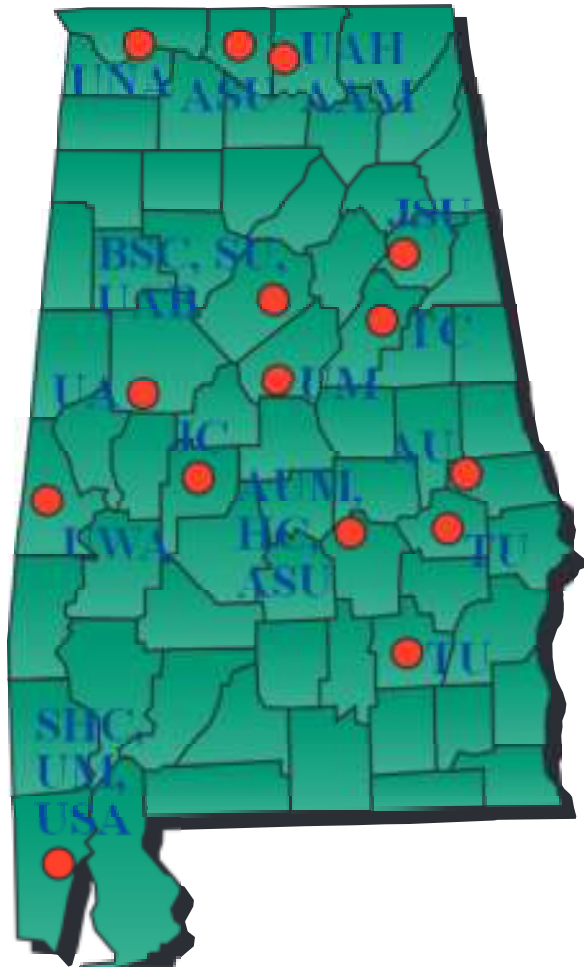 UAH
UNA
ASU
AAM
JSU
BSC, SU,
UAB
TC
UA
UM
JC
AU
AUM,
HC,
ASU
UWA
TU
TU
SHC,
UM,
USA